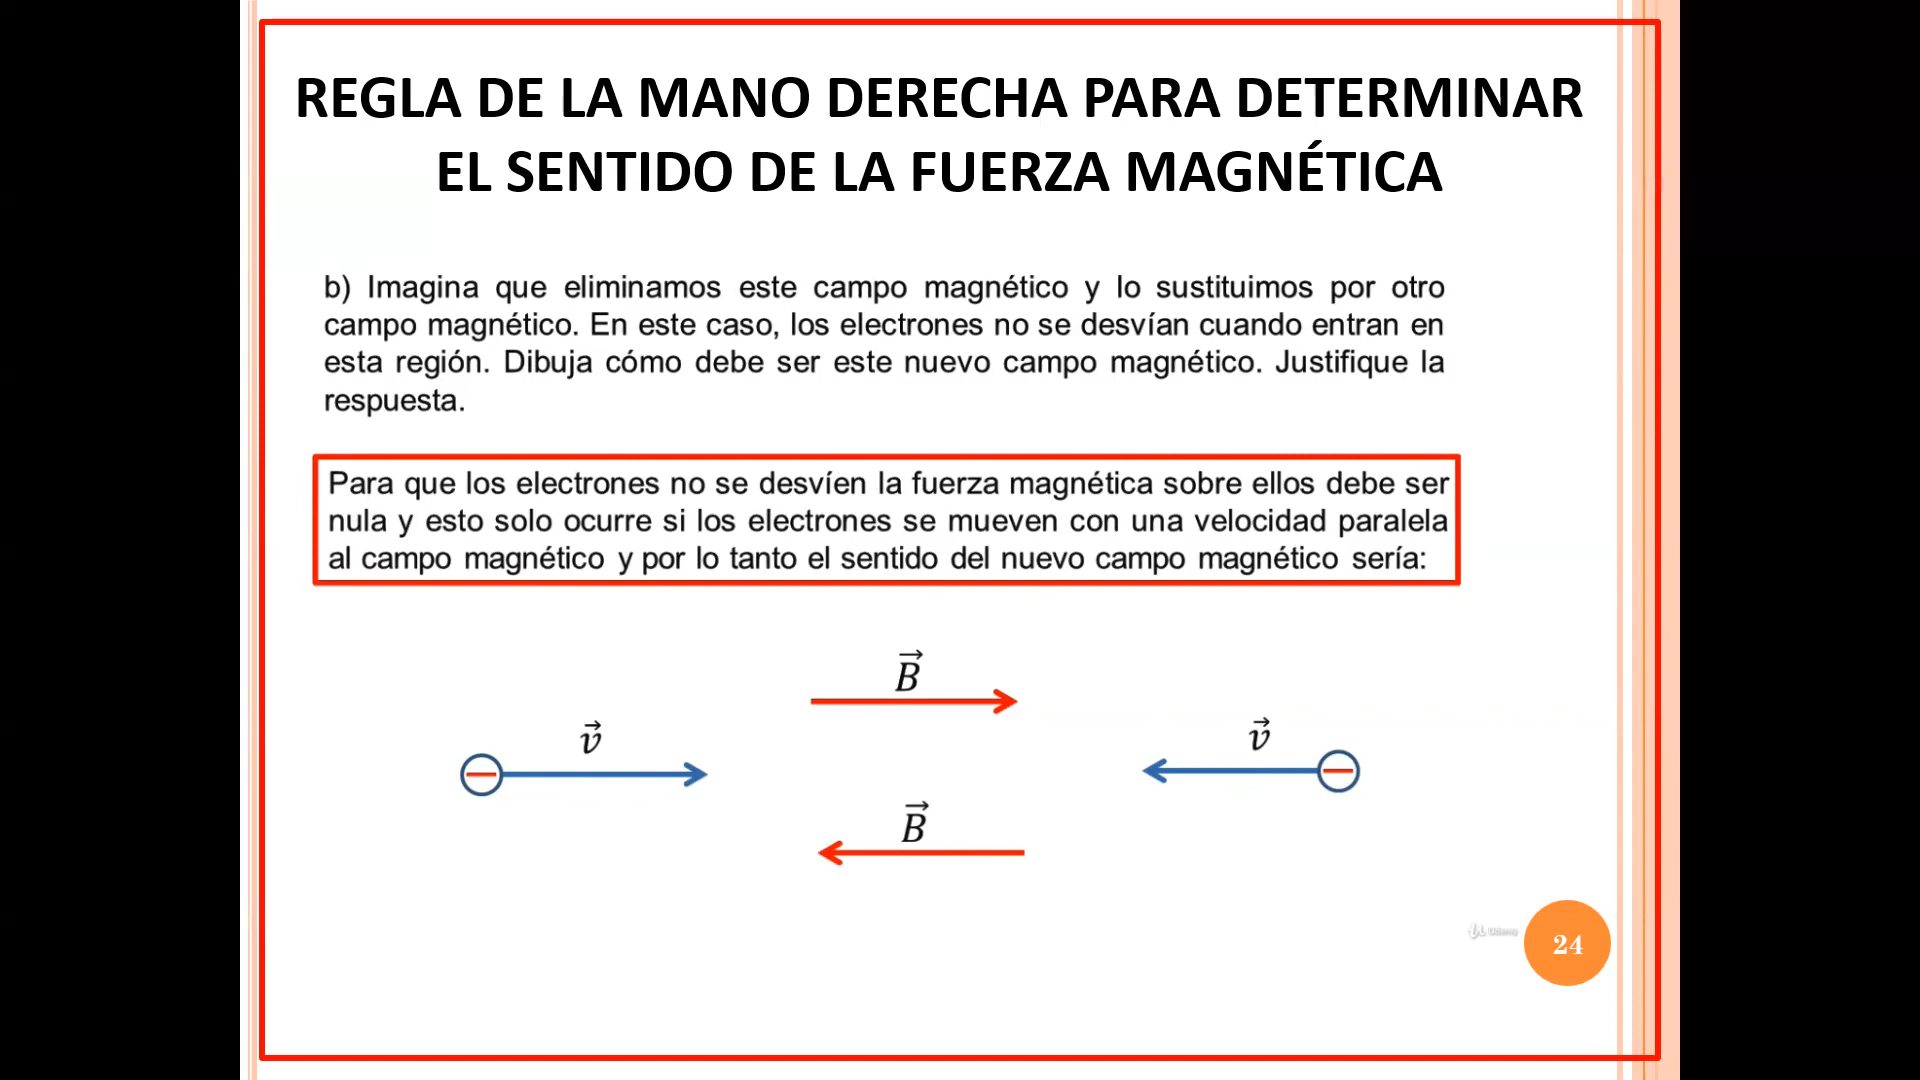 REGLA DE LA MANO DERECHA PARA DETERMINAR
EL SENTIDO DE LA FUERZA MAGNÉTICA
b) Imagina que eliminamos este campo magnético y lo sustituimos por otro
campo magnético. En este caso, los electrones no se desvían cuando entran en
esta región. Dibuja cómo debe ser este nuevo campo magnético. Justifique la
respuesta.
Para que los electrones no se desvíen la fuerza magnética sobre ellos debe ser
nula y esto solo ocurre si los electrones se mueven con una velocidad paralela
al campo magnético y por lo tanto el sentido del nuevo campo magnético sería:
B⃗
v⃗
v⃗
B⃗
Udemy
24